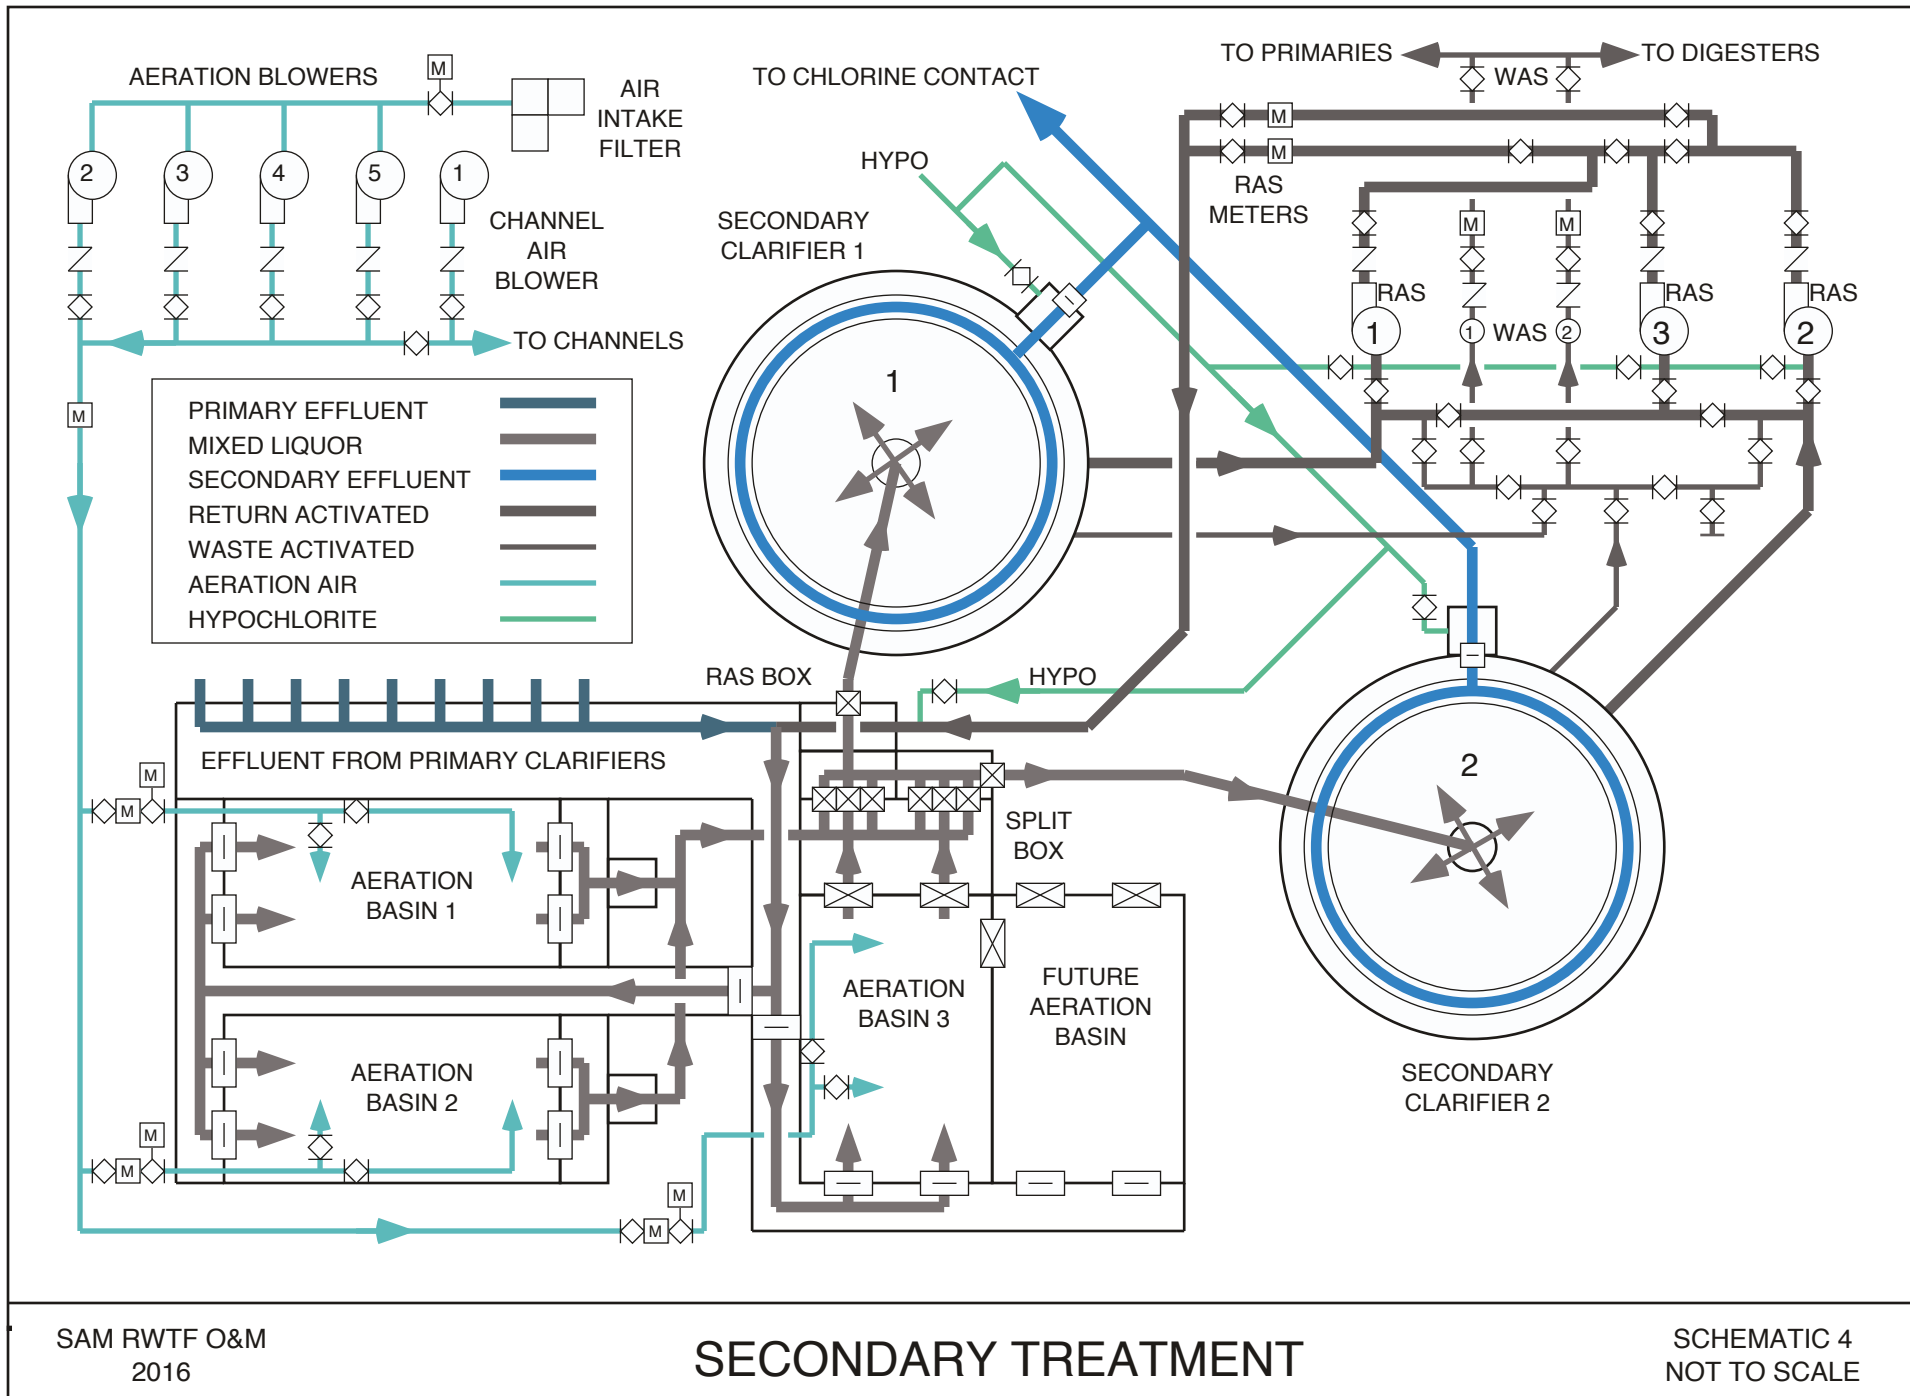 AERATION BLOWERS
M
AIR
INTAKE
FILTER
2
3
4
5
1
CHANNEL
AIR
BLOWER
TO CHANNELS
M
PRIMARY EFFLUENT
MIXED LIQUOR
SECONDARY EFFLUENT
RETURN ACTIVATED
WASTE ACTIVATED
AERATION AIR
HYPOCHLORITE
TO CHLORINE CONTACT
HYPO
SECONDARY
CLARIFIER 1
1
TO PRIMARIES
WAS
TO DIGESTERS
M
M
RAS
METERS
M
M
RAS
RAS
RAS
1
1
WAS
2
3
2
RAS BOX
HYPO
EFFLUENT FROM PRIMARY CLARIFIERS
M
M
AERATION
BASIN 1
SPLIT
BOX
2
AERATION
BASIN 2
M
M
AERATION
BASIN 3
FUTURE
AERATION
BASIN
SECONDARY
CLARIFIER 2
M
M
SAM RWTF O&M
2016
SECONDARY TREATMENT
SCHEMATIC 4
NOT TO SCALE